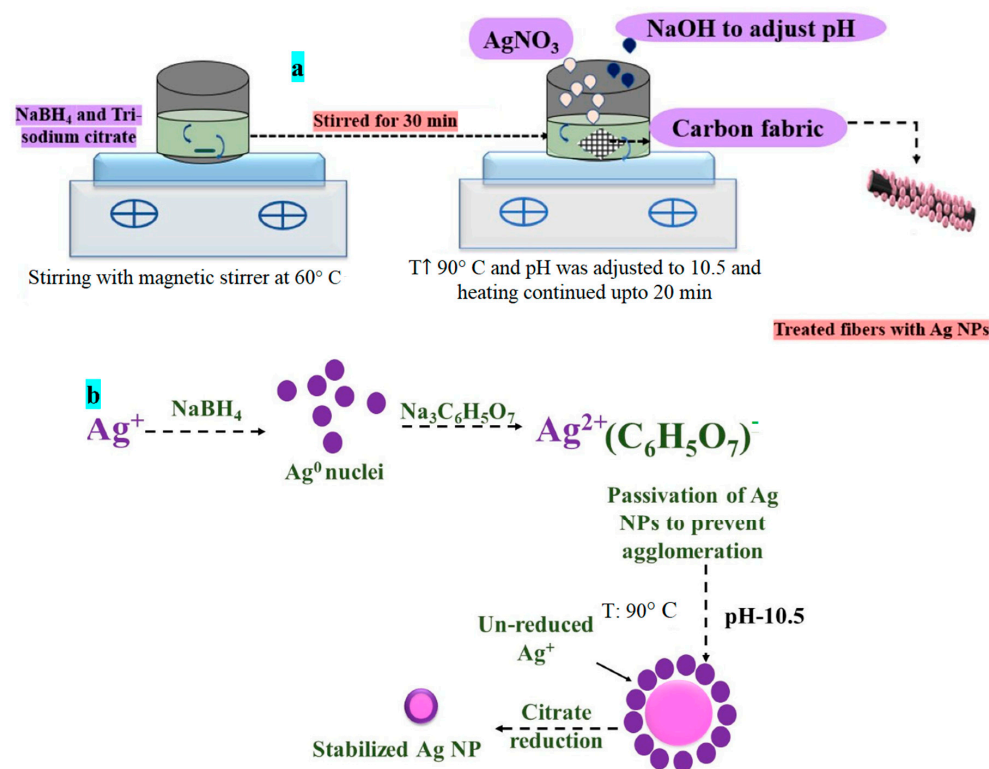 a
AgNO₃
NaOH to adjust pH
NaBH₄ and Tri-
sodium citrate
Stirred for 30 min
Carbon fabric
Stirring with magnetic stirrer at 60° C
T↑ 90° C and pH was adjusted to 10.5 and
heating continued upto 20 min
Treated fibers with Ag NPs
b
Ag⁺
NaBH₄
Ag⁰ nuclei
Na₃C₆H₅O₇
Ag²⁺(C₆H₅O₇)⁻
Passivation of Ag
NPs to prevent
agglomeration
T: 90° C
pH-10.5
Un-reduced
Ag⁺
Citrate
reduction
Stabilized Ag NP